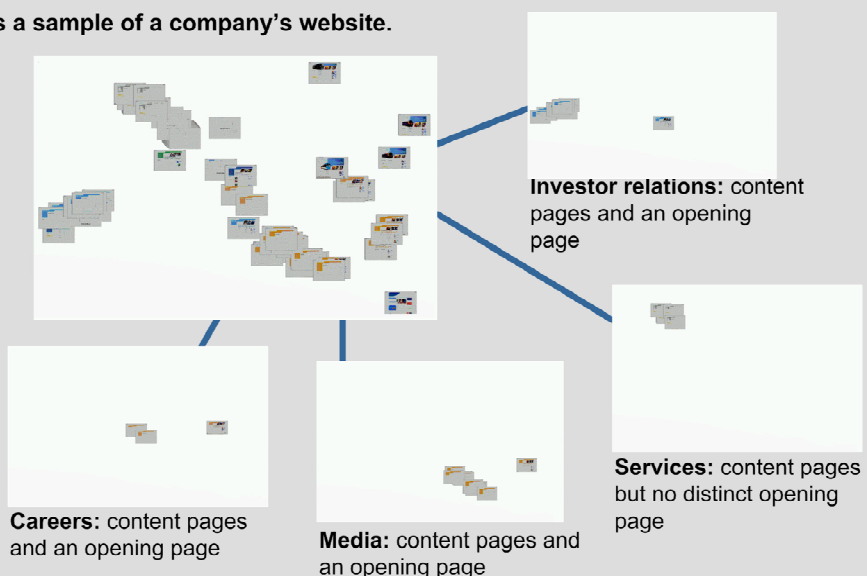 s a sample of a company’s website.
Investor relations: content
pages and an opening
page
Services: content pages
but no distinct opening
page
Careers: content pages
and an opening page
Media: content pages and
an opening page